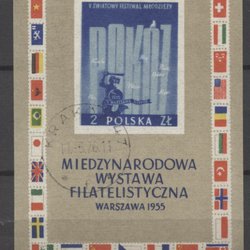 V ŚWIATOWY FESTIWAL MŁODZIEŻY
POKÓJ
2 POLSKA ZŁ
MIĘDZYNARODOWA
WYSTAWA
FILATELISTYCZNA
WARSZAWA 1955